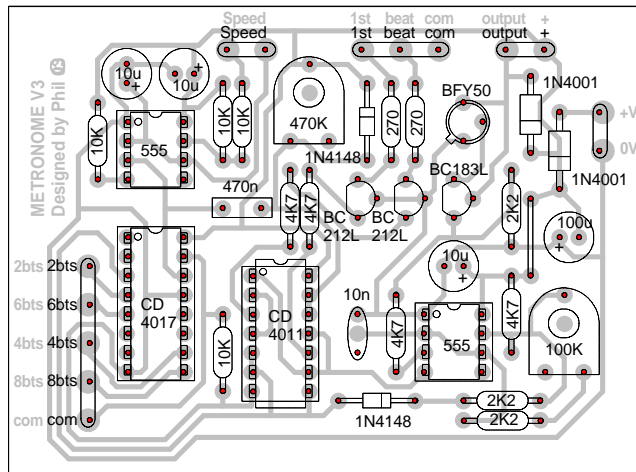 Speed
Speed
1st beat com
1st beat com
output +
output +
METRONOME V3
Designed by Phil 03
10u
+
10u
+
10K
555
10K
10K
470K
1N4148
270
270
BFY50
1N4001
1N4001
+V
0V
470n
4K7
4K7
BC
212L
BC
212L
BC183L
2K2
100u
+
2bts 2bts
6bts 6bts
4bts 4bts
8bts 8bts
com com
CD
4017
10K
CD
4011
10n
4K7
10u
+
555
4K7
100K
1N4148
2K2
2K2